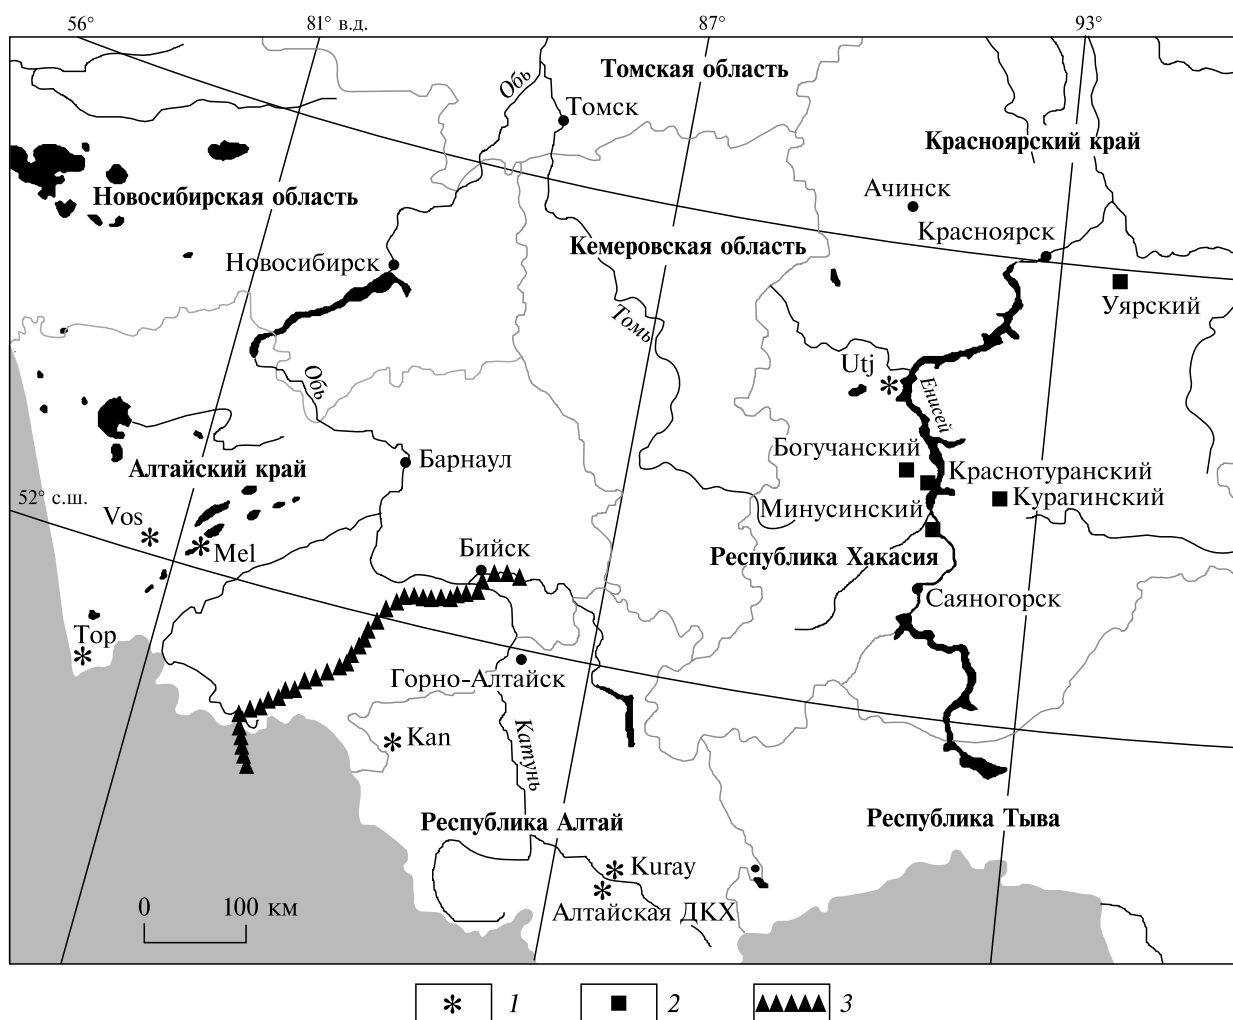 56°
81° в.д.
87°
93°
Томская область
Обь
Томск
Красноярский край
Ачинск
Новосибирская область
Красноярск
Кемеровская область
Новосибирск
Уярский
Томь
Utj
Обь
Енисей
Богучанский
Барнаул
Алтайский край
Краснотуранский
52° с.ш.
Курагинский
Минусинский
Vos
Mel
Бийск
Республика Хакасия
Саяногорск
Top
Горно-Алтайск
Kan
Катунь
Республика Алтай
Республика Тыва
Kuray
0 100 км
Алтайская ДКХ
1 2 3